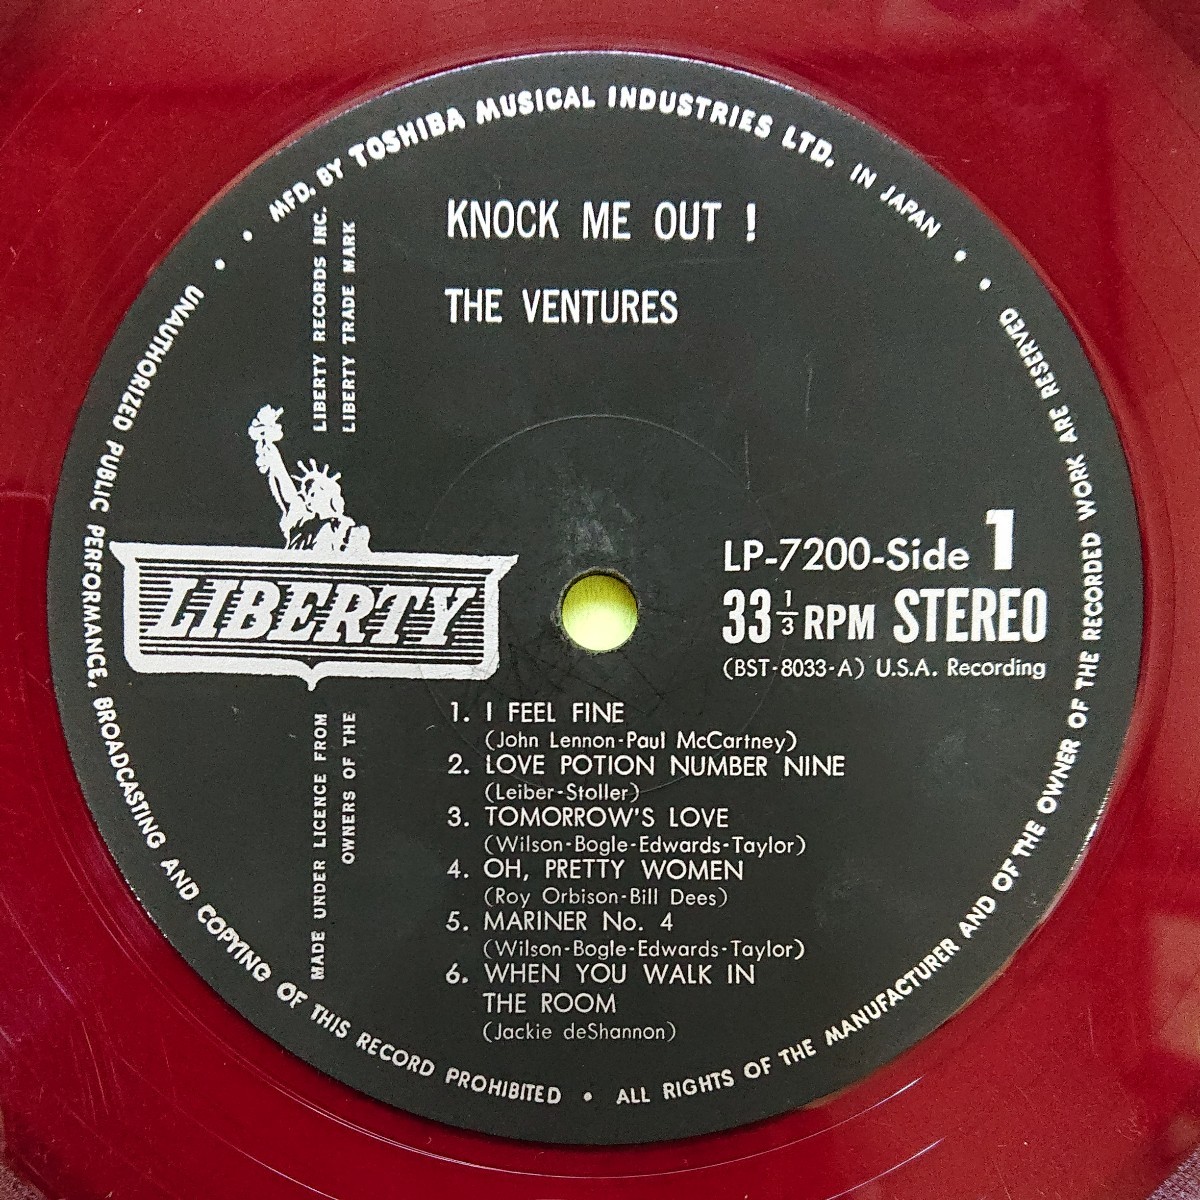 MFD. BY TOSHIBA MUSICAL INDUSTRIES LTD. IN JAPAN
KNOCK ME OUT !
THE VENTURES
LIBERTY RECORDS INC.
LIBERTY TRADE MARK
LIBERTY
LP-7200-Side 1
33 1/3 RPM STEREO
(BST-8033-A) U.S.A. Recording
1. I FEEL FINE
(John Lennon-Paul McCartney)
2. LOVE POTION NUMBER NINE
(Leiber-Stoller)
3. TOMORROW'S LOVE
(Wilson-Bogle-Edwards-Taylor)
4. OH, PRETTY WOMEN
(Roy Orbison-Bill Dees)
5. MARINER No. 4
(Wilson-Bogle-Edwards-Taylor)
6. WHEN YOU WALK IN
THE ROOM
(Jackie deShannon)
MADE UNDER LICENCE FROM
OWNERS OF THE
UNAUTHORIZED PUBLIC PERFORMANCE, BROADCASTING AND COPYING OF THIS RECORD PROHIBITED • ALL RIGHTS OF THE MANUFACTURER AND OF THE OWNER OF THE RECORDED WORK ARE RESERVED